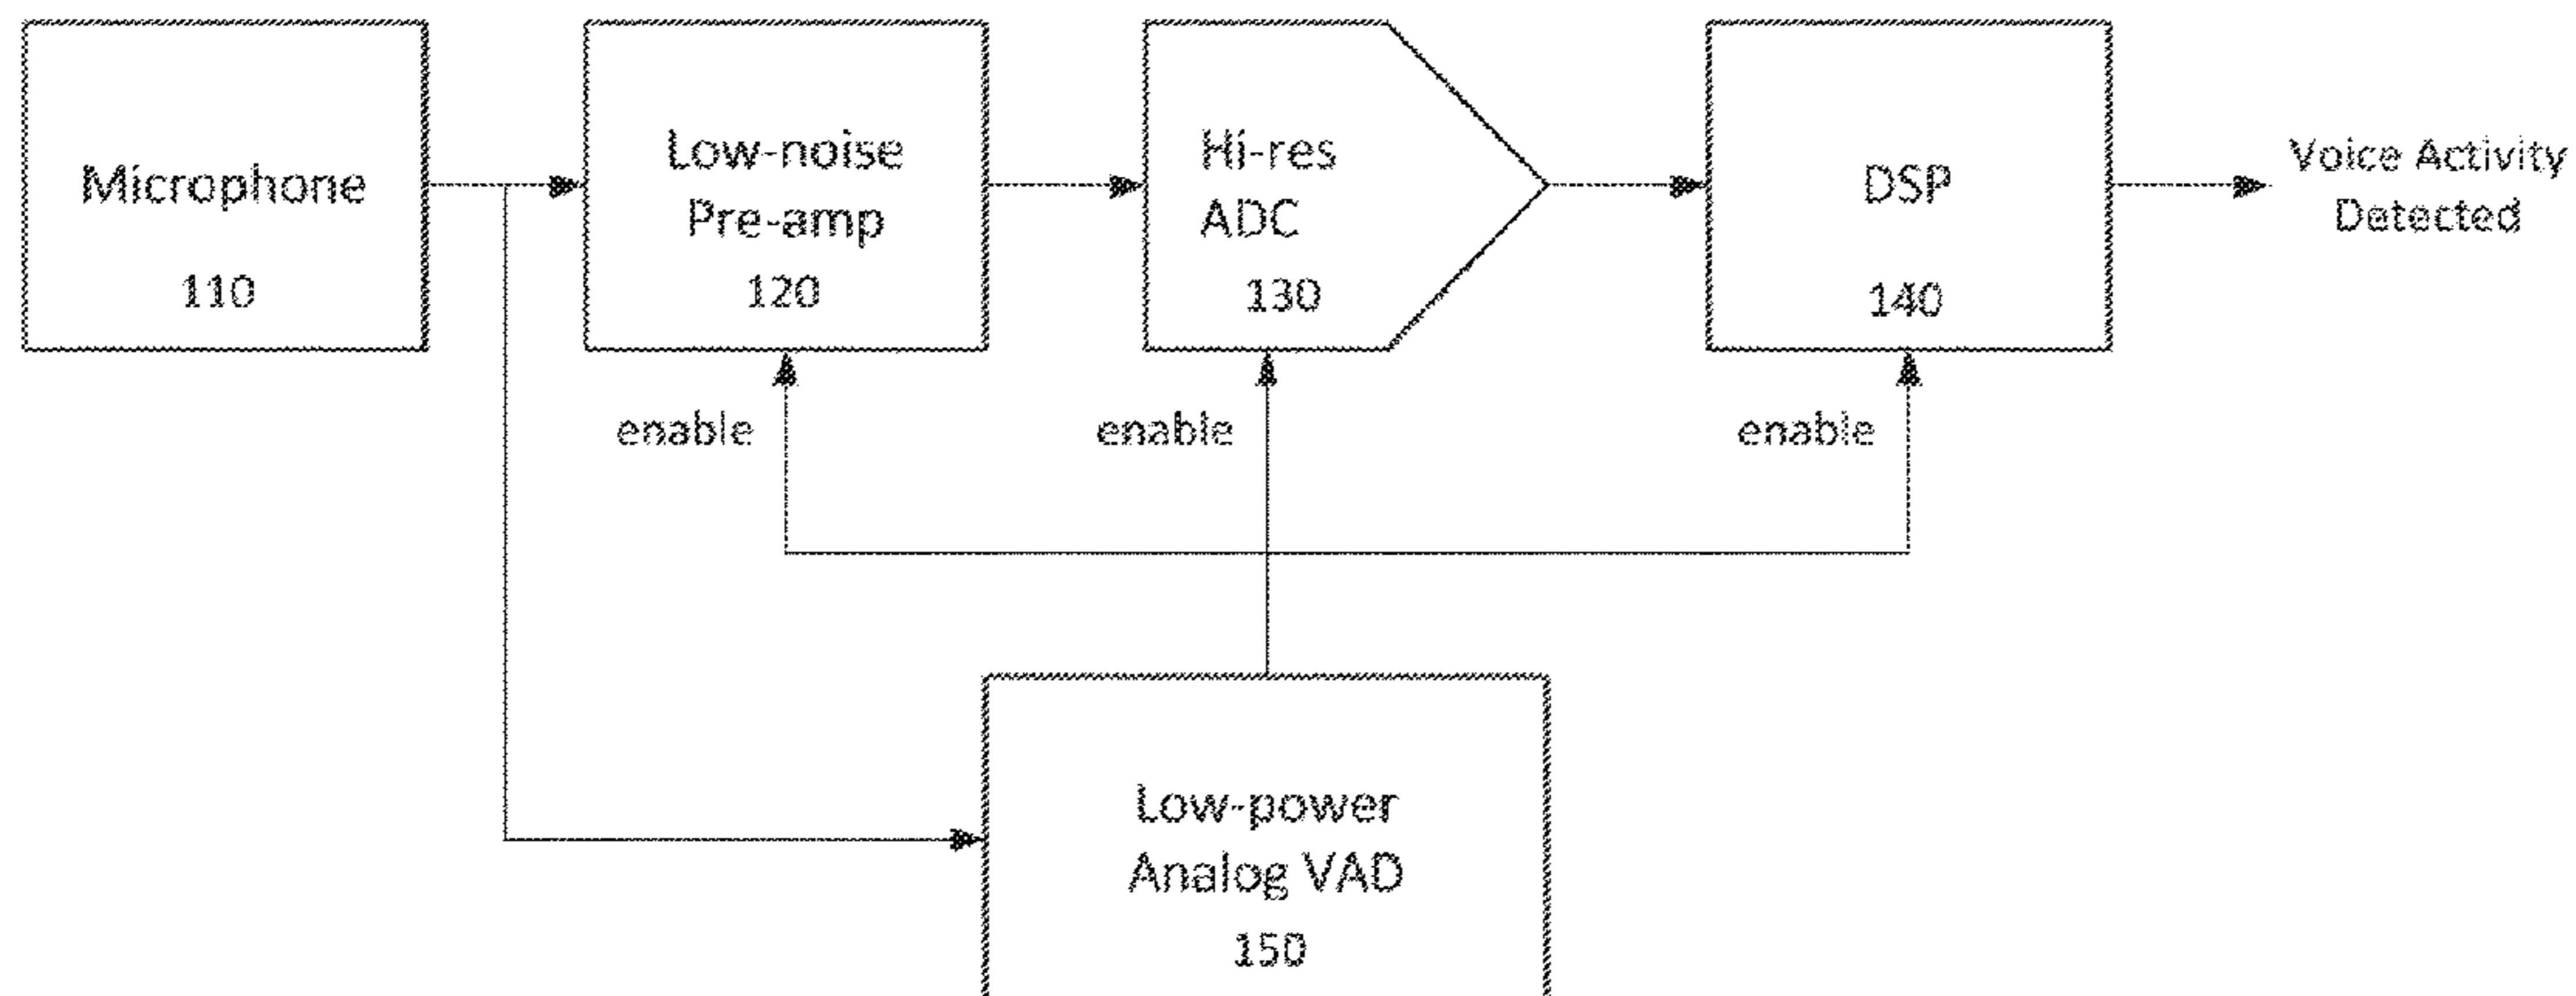 Microphone
110
Low-noise
Pre-amp
120
Hi-res
ADC
130
DSP
140
Voice Activity
Detected
enable
enable
enable
Low-power
Analog VAD
150